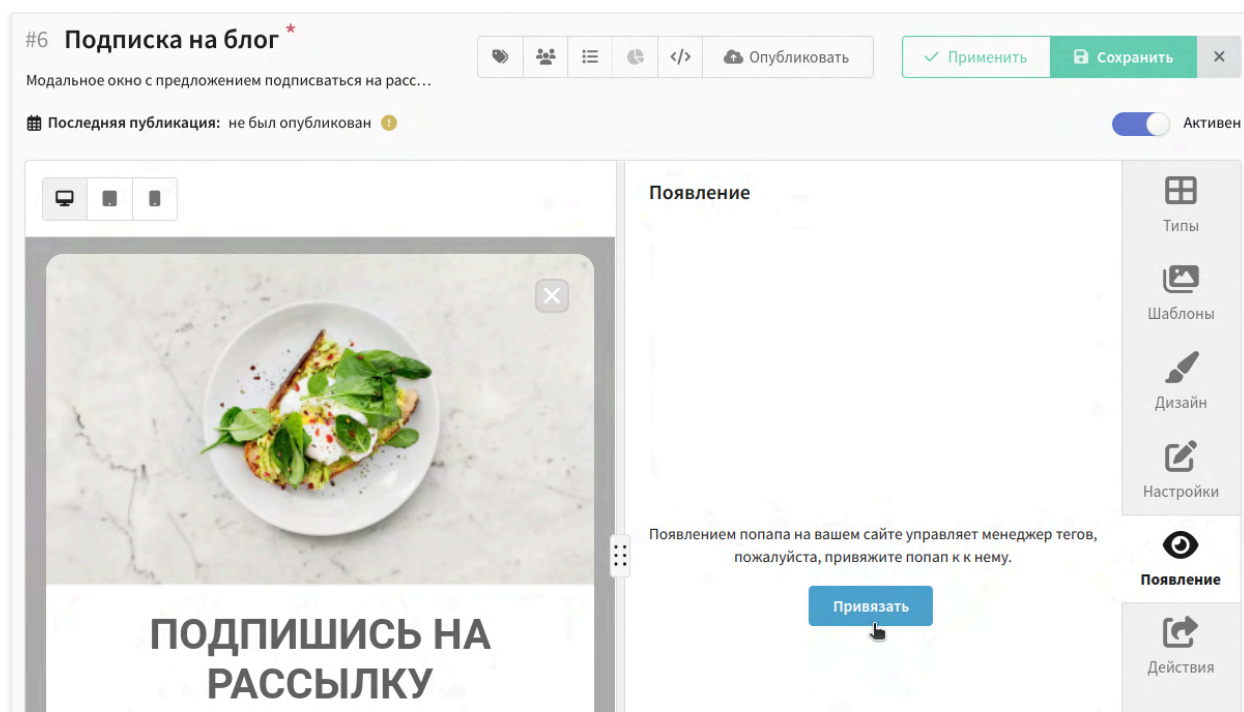 #6 Подписка на блог *
Модальное окно с предложением подписваться на расс...
Последняя публикация: не был опубликован
Опубликовать
Применить
Сохранить
Активен
Появление
Появлением попапа на вашем сайте управляет менеджер тегов,
пожалуйста, привяжите попап к к нему.
Привязать
ПОДПИШИСЬ НА
РАССЫЛКУ
Типы
Шаблоны
Дизайн
Настройки
Появление
Действия